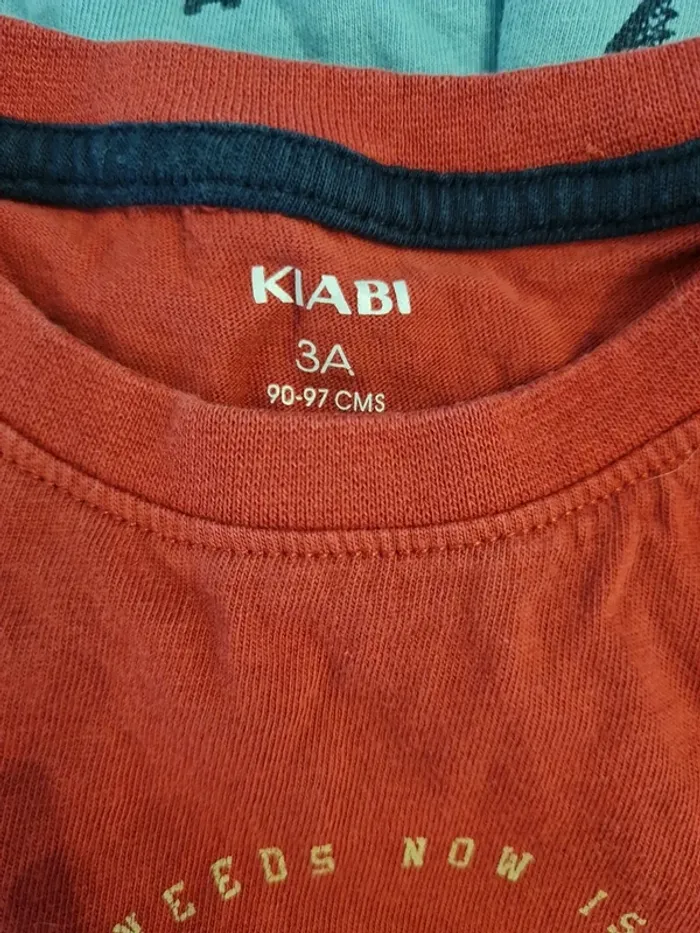 KIABI
3A
90-97 CMS
NEEDS NOW IS